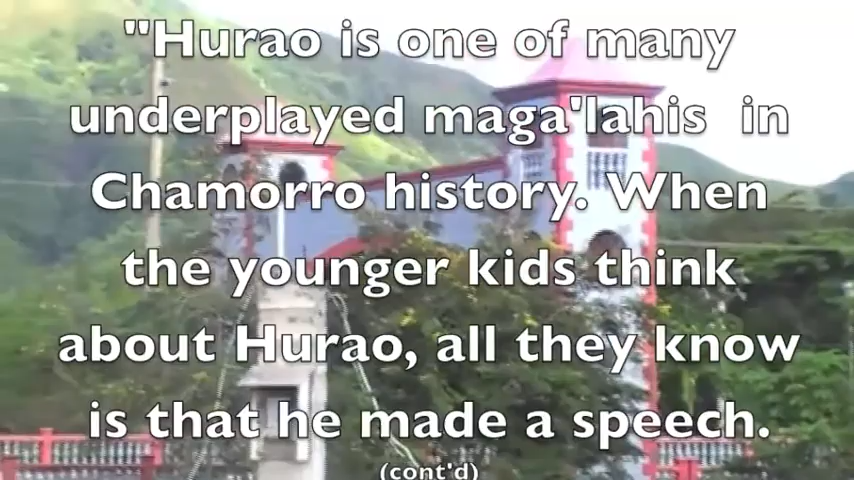 "Hurao is one of many
underplayed maga'lahis in
Chamorro history. When
the younger kids think
about Hurao, all they know
is that he made a speech.
(cont'd)